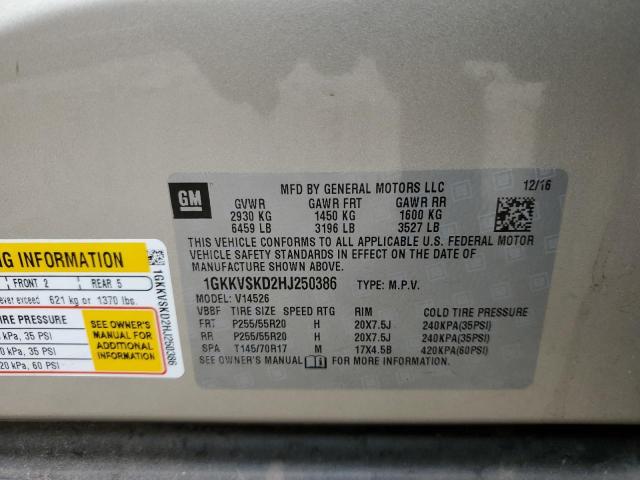 GM
MFD BY GENERAL MOTORS LLC
12/16
GVWR GAWR FRT GAWR RR
2930 KG 1450 KG 1600 KG
6459 LB 3196 LB 3527 LB
THIS VEHICLE CONFORMS TO ALL APPLICABLE U.S. FEDERAL MOTOR
VEHICLE SAFETY STANDARDS IN EFFECT ON THE DATE OF
MANUFACTURE SHOWN ABOVE.
1GKKVSKD2HJ250386 TYPE: M.P.V.
MODEL: V14526
VBBF TIRE SIZE SPEED RTG RIM COLD TIRE PRESSURE
FRT P255/55R20 H 20X7.5J 240KPA(35PSI)
RR P255/55R20 H 20X7.5J 240KPA(35PSI)
SPA T145/70R17 M 17X4.5B 420KPA(60PSI)
SEE OWNER'S MANUAL FOR MORE INFORMATION
INFORMATION
FRONT 2 REAR 5
exceed 621 kg or 1370 lbs.
PRESSURE
kPa, 35 PSI
kPa, 35 PSI
kPa, 60 PSI
SEE OWNER'S
MANUAL FOR
ADDITIONAL
INFORMATION
1GKKVSKD2HJ250386